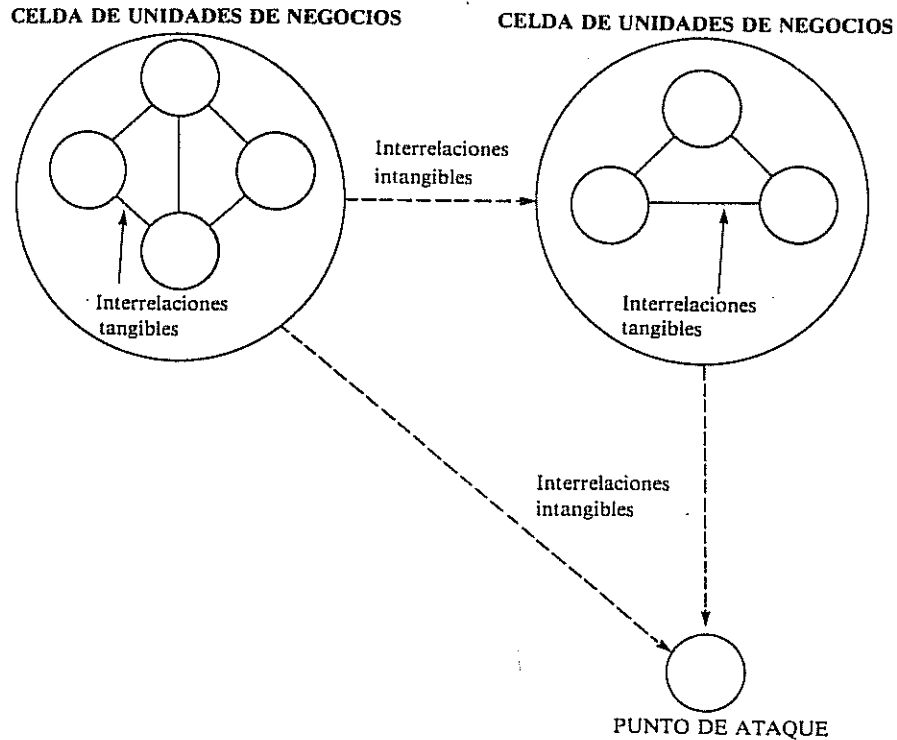 CELDA DE UNIDADES DE NEGOCIOS
CELDA DE UNIDADES DE NEGOCIOS
Interrelaciones
intangibles
Interrelaciones
tangibles
Interrelaciones
tangibles
Interrelaciones
intangibles
PUNTO DE ATAQUE